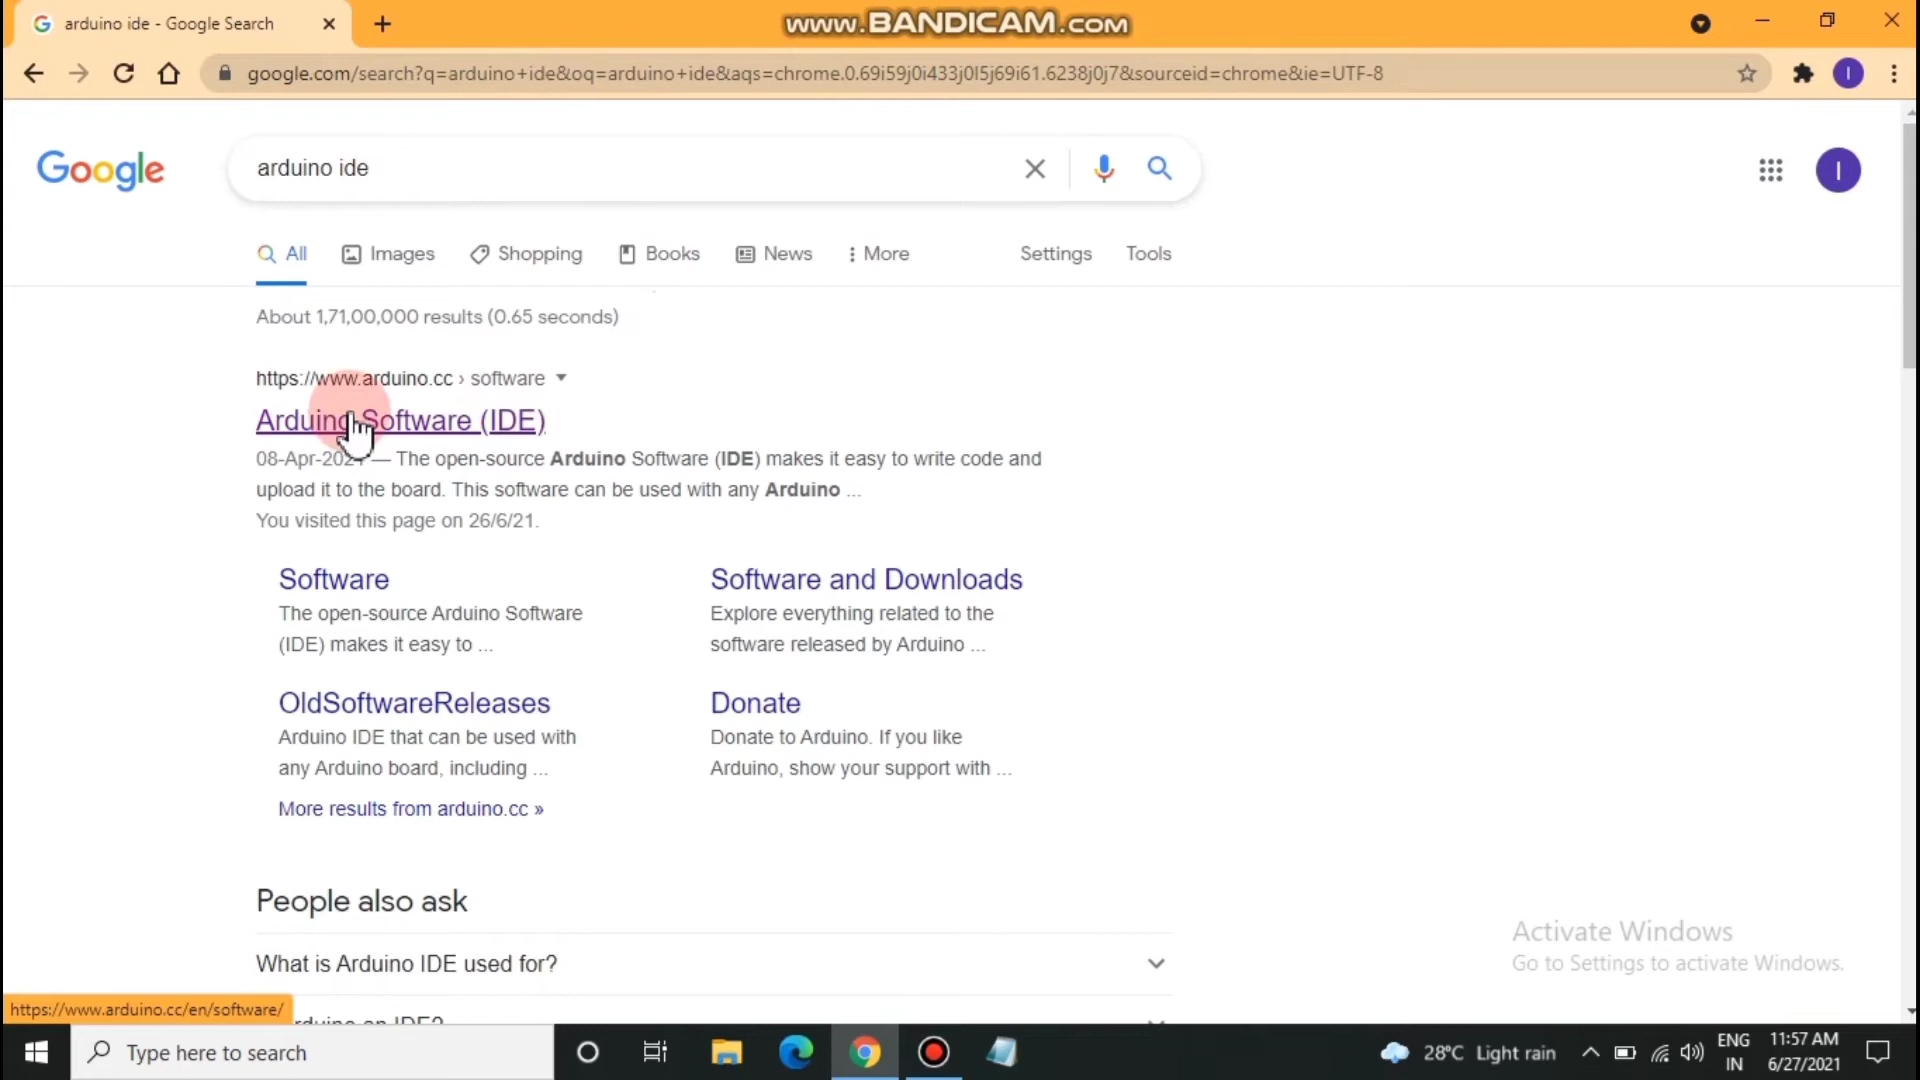 arduino ide - Google Search
www.BANDICAM.com
google.com/search?q=arduino+ide&oq=arduino+ide&aqs=chrome.0.69i59j0i433j0l5j69i61.6238j0j7&sourceid=chrome&ie=UTF-8
I
Google
arduino ide
I
All
Images
Shopping
Books
News
More
Settings
Tools
About 1,71,00,000 results (0.65 seconds)
https://www.arduino.cc › software
Arduino Software (IDE)
08-Apr-2021 — The open-source Arduino Software (IDE) makes it easy to write code and
upload it to the board. This software can be used with any Arduino ...
You visited this page on 26/6/21.
Software
The open-source Arduino Software
(IDE) makes it easy to ...
Software and Downloads
Explore everything related to the
software released by Arduino ...
OldSoftwareReleases
Arduino IDE that can be used with
any Arduino board, including ...
Donate
Donate to Arduino. If you like
Arduino, show your support with ...
More results from arduino.cc »
People also ask
What is Arduino IDE used for?
Activate Windows
Go to Settings to activate Windows.
https://www.arduino.cc/en/software/
an IDE?
Type here to search
28°C Light rain
ENG
IN
11:57 AM
6/27/2021